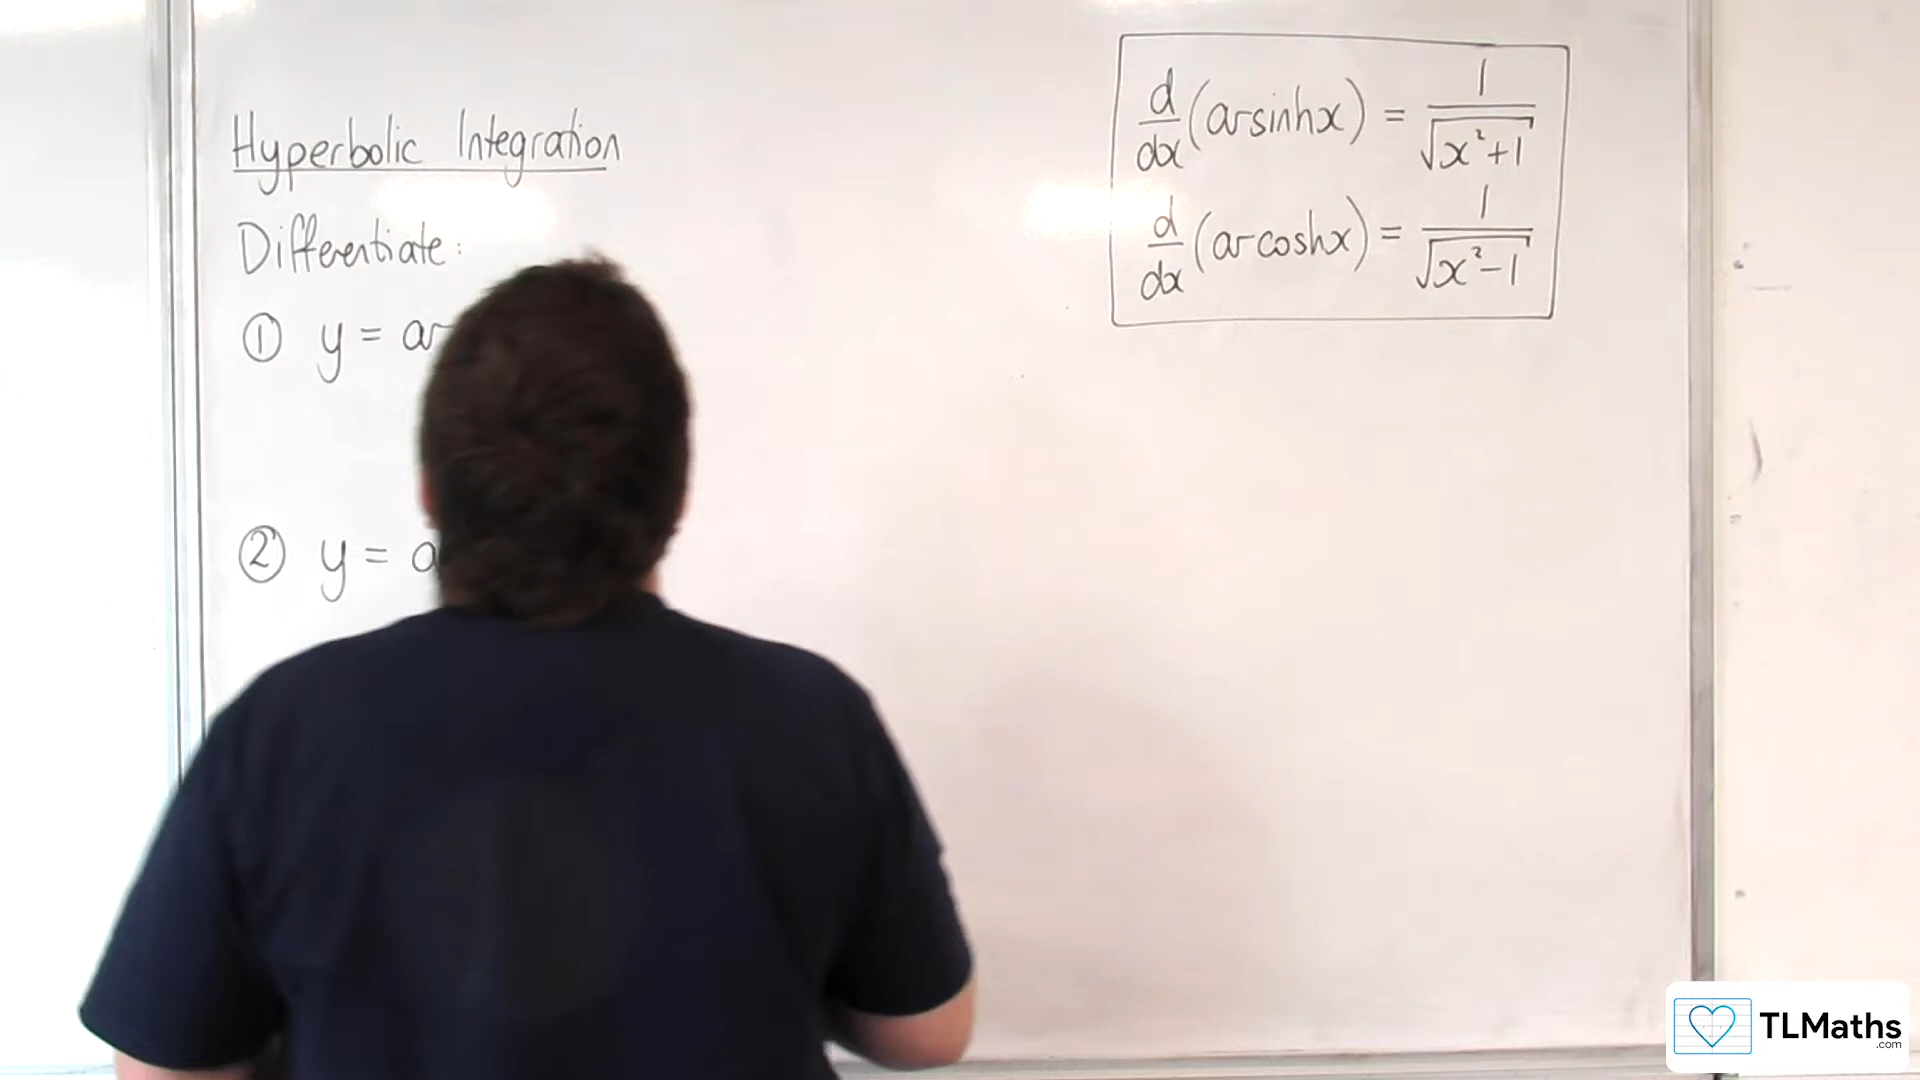 Hyperbolic Integration
Differentiate:
① y = ar
② y = a
d/dx (arsinhx) = 1/√(x²+1)
d/dx (arcoshx) = 1/√(x²-1)
TLMaths
.com